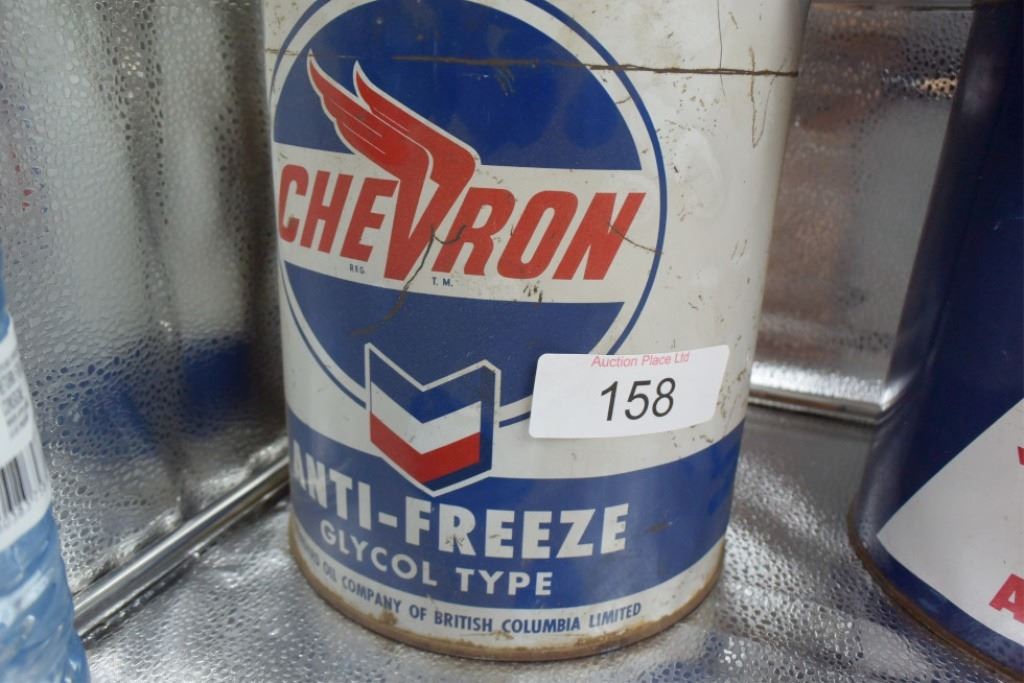 CHEVRON
REG. T. M.
Auction Place Ltd
158
ANTI-FREEZE
GLYCOL TYPE
OIL COMPANY OF BRITISH COLUMBIA LIMITED